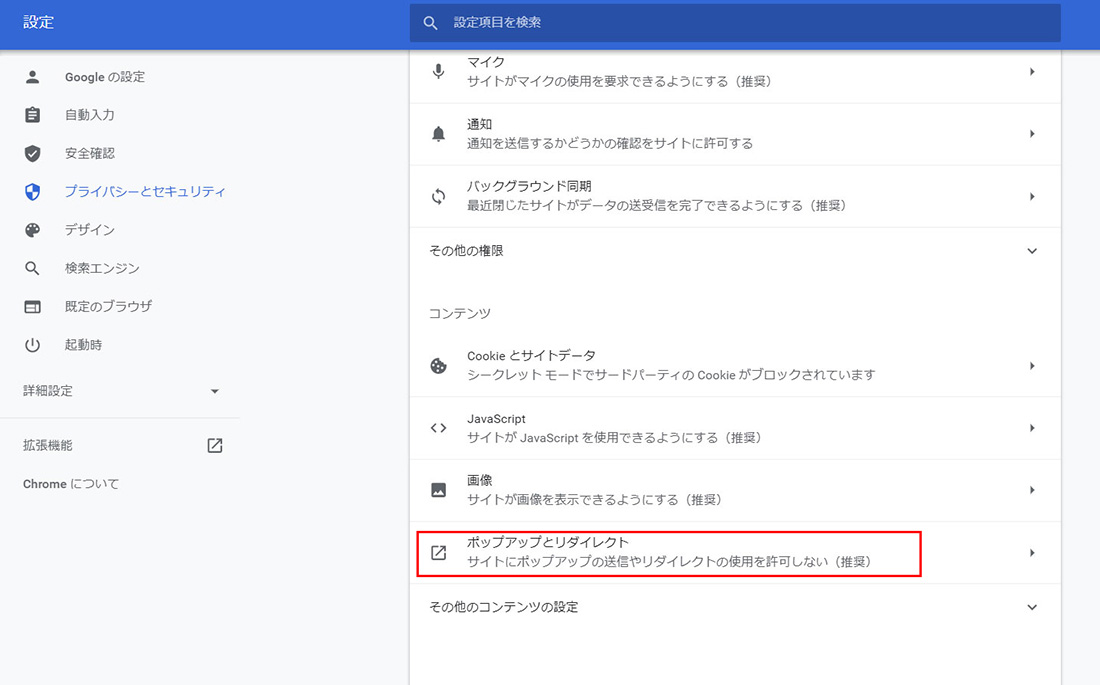 設定
設定項目を検索
Google の設定
自動入力
安全確認
プライバシーとセキュリティ
デザイン
検索エンジン
既定のブラウザ
起動時
詳細設定
拡張機能
Chrome について
マイク
サイトがマイクの使用を要求できるようにする（推奨）
通知
通知を送信するかどうかの確認をサイトに許可する
バックグラウンド同期
最近閉じたサイトがデータの送受信を完了できるようにする（推奨）
その他の権限
コンテンツ
Cookie とサイトデータ
シークレット モードでサードパーティの Cookie がブロックされています
JavaScript
サイトが JavaScript を使用できるようにする（推奨）
画像
サイトが画像を表示できるようにする（推奨）
ポップアップとリダイレクト
サイトにポップアップの送信やリダイレクトの使用を許可しない（推奨）
その他のコンテンツの設定